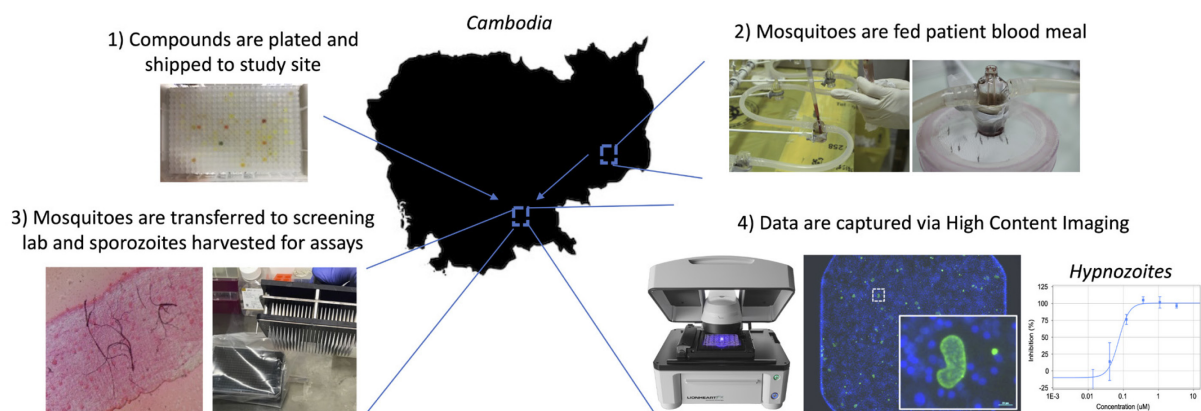 Cambodia
1) Compounds are plated and
shipped to study site
2) Mosquitoes are fed patient blood meal
258
3) Mosquitoes are transferred to screening
lab and sporozoites harvested for assays
4) Data are captured via High Content Imaging
LIONHEART
Hypnozoites
Inhibition (%)
125
100
75
50
25
0
-25
1E-3
0.01
0.1
1
10
Concentration (uM)